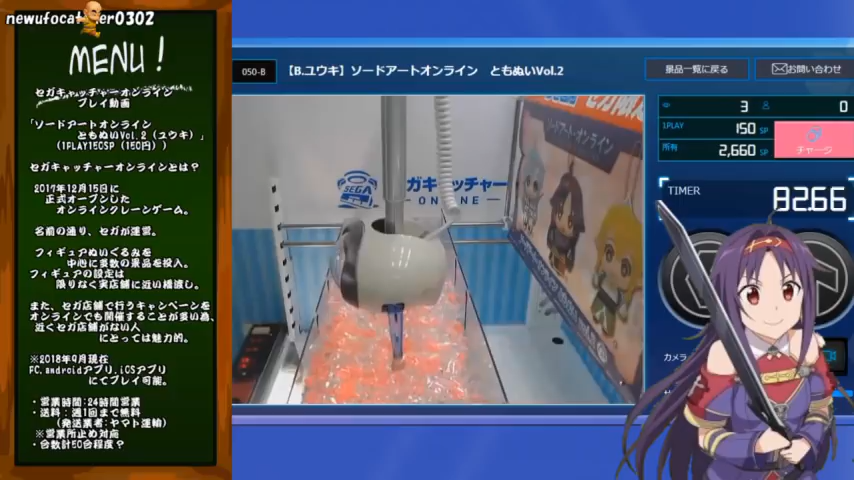 newufocatcher0302
MENU!
セガキャッチャーオンライン
プレイ動画
「ソードアートオンライン
ともぬいVol.2（ユウキ）」
(1PLAY150SP (150円))
セガキャッチャーオンラインとは？
2017年12月15日に
正式オープンした
オンラインクレーンゲーム。
名前の通り、セガが運営。
フィギュアぬいぐるみを
中心に多数の景品を投入。
フィギュアの設定は
限りなく実店舗に近い橋渡し。
また、セガ店舗で行うキャンペーンを
オンラインでも開催することが多い為、
近くセガ店舗がない人
にとっては魅力的。
※2018年9月現在
PC,androidアプリ,iOSアプリ
にてプレイ可能。
・営業時間:24時間営業
・送料：週1回まで無料
(発送業者:ヤマト運輸)
※営業所止め対応
・台数計50台程度？
050-B
【B.ユウキ】ソードアートオンライン ともぬいVol.2
景品一覧に戻る
お問い合わせ
3
0
1PLAY
150 SP
所有
2,660 SP
チャージ
TIMER
82.66
カメラ
SEGA
ガキャッチャー
ONLINE
ソードアート・オンライン